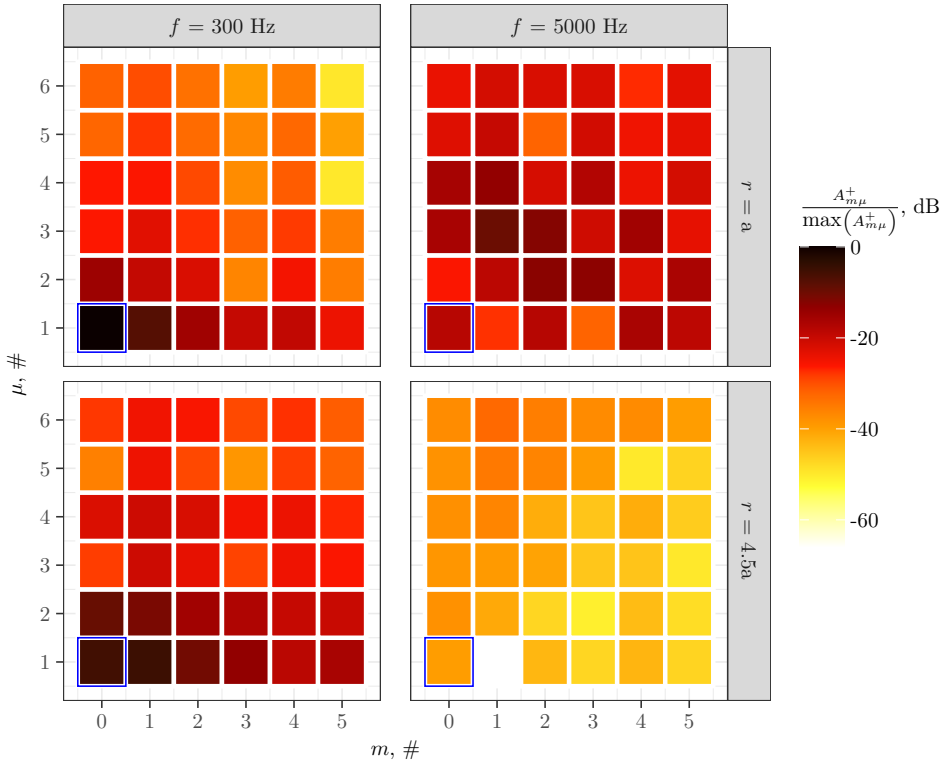 f = 300 Hz
f = 5000 Hz
6
5
4
3
2
1
r = a
μ, #
6
5
4
3
2
1
r = 4.5a
0 1 2 3 4 5
0 1 2 3 4 5
m, #
A⁺ₘμ / max(A⁺ₘμ), dB
0
-20
-40
-60